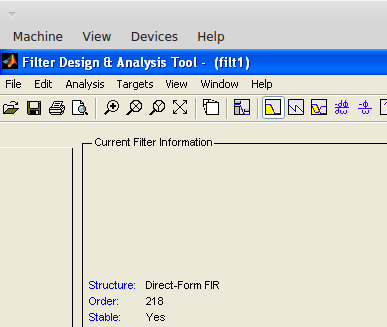 Machine View Devices Help
Filter Design & Analysis Tool - (filt1)
File Edit Analysis Targets View Window Help
Current Filter Information
Structure: Direct-Form FIR
Order: 218
Stable: Yes